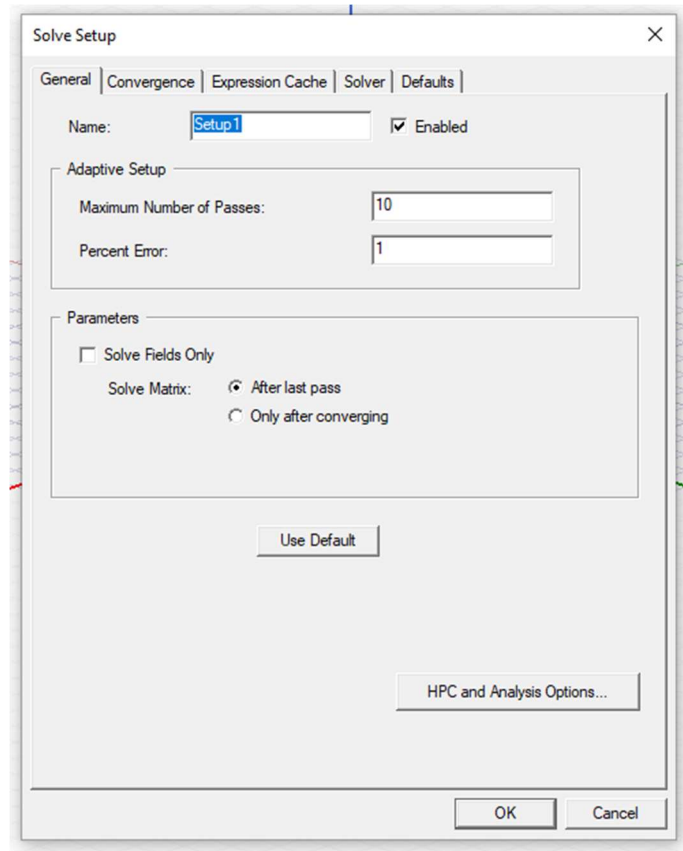 Solve Setup
General Convergence Expression Cache Solver Defaults
Name: Setup1 Enabled
Adaptive Setup
Maximum Number of Passes: 10
Percent Error: 1
Parameters
Solve Fields Only
Solve Matrix: After last pass
Only after converging
Use Default
HPC and Analysis Options...
OK Cancel